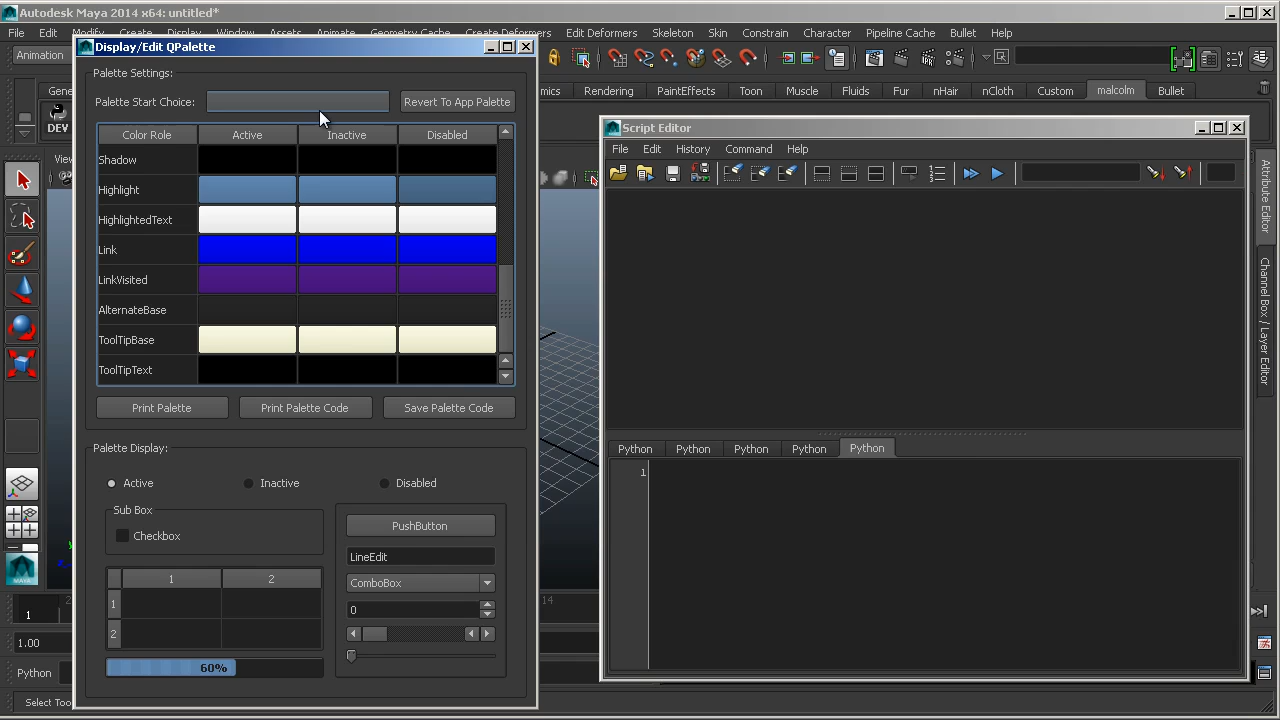 Autodesk Maya 2014 x64: untitled*
File Edit Modify Create Display Window Assets Animate Geometry Cache Create Deformers Edit Deformers Skeleton Skin Constrain Character Pipeline Cache Bullet Help
Animation
Display/Edit QPalette
Palette Settings:
Palette Start Choice:
Revert To App Palette
Color Role Active Inactive Disabled
Shadow
Highlight
HighlightedText
Link
LinkVisited
AlternateBase
ToolTipBase
ToolTipText
Print Palette Print Palette Code Save Palette Code
Palette Display:
Active Inactive Disabled
Sub Box
Checkbox
1 2
1
2
60%
PushButton
LineEdit
ComboBox
0
Rendering PaintEffects Toon Muscle Fluids Fur nHair nCloth Custom malcolm Bullet
DEV
Script Editor
File Edit History Command Help
Python Python Python Python Python
1
Attribute Editor
Channel Box / Layer Editor
MAYA
1
14
1.00
Python
Select Too